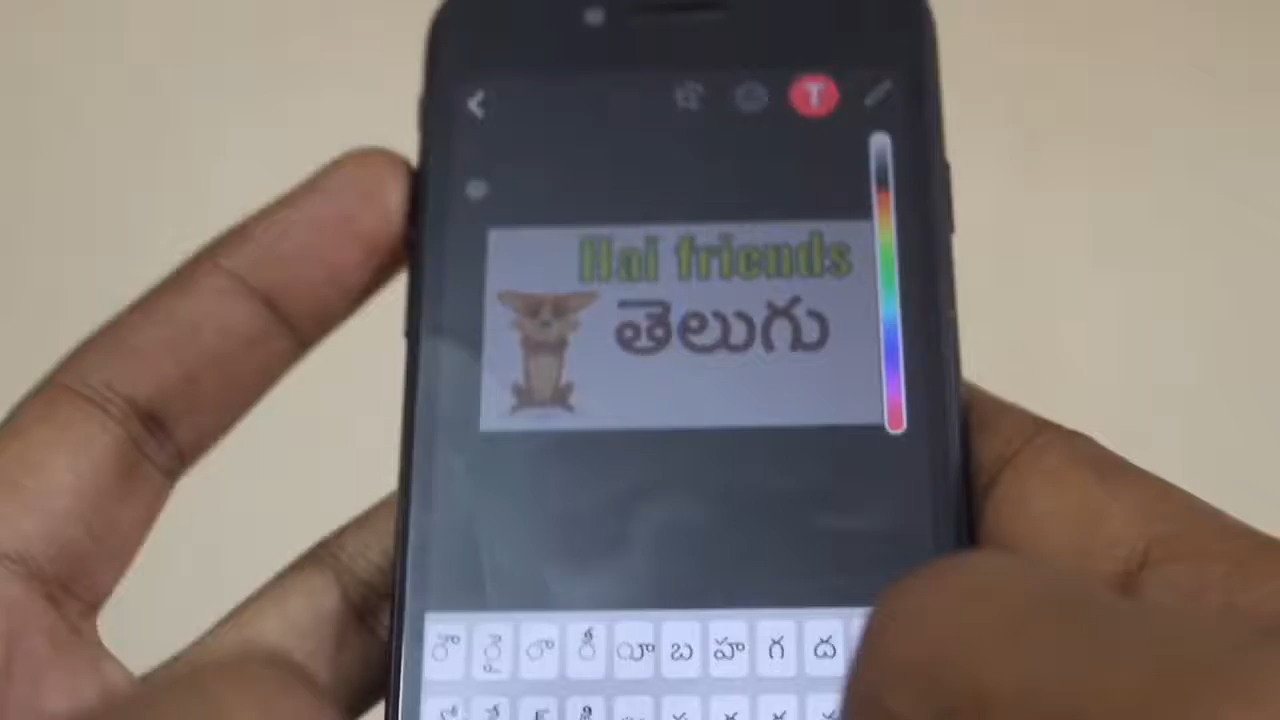 T
Hai friends
తెలుగు
ౌ ై ా ీ ూ బ హ గ ద